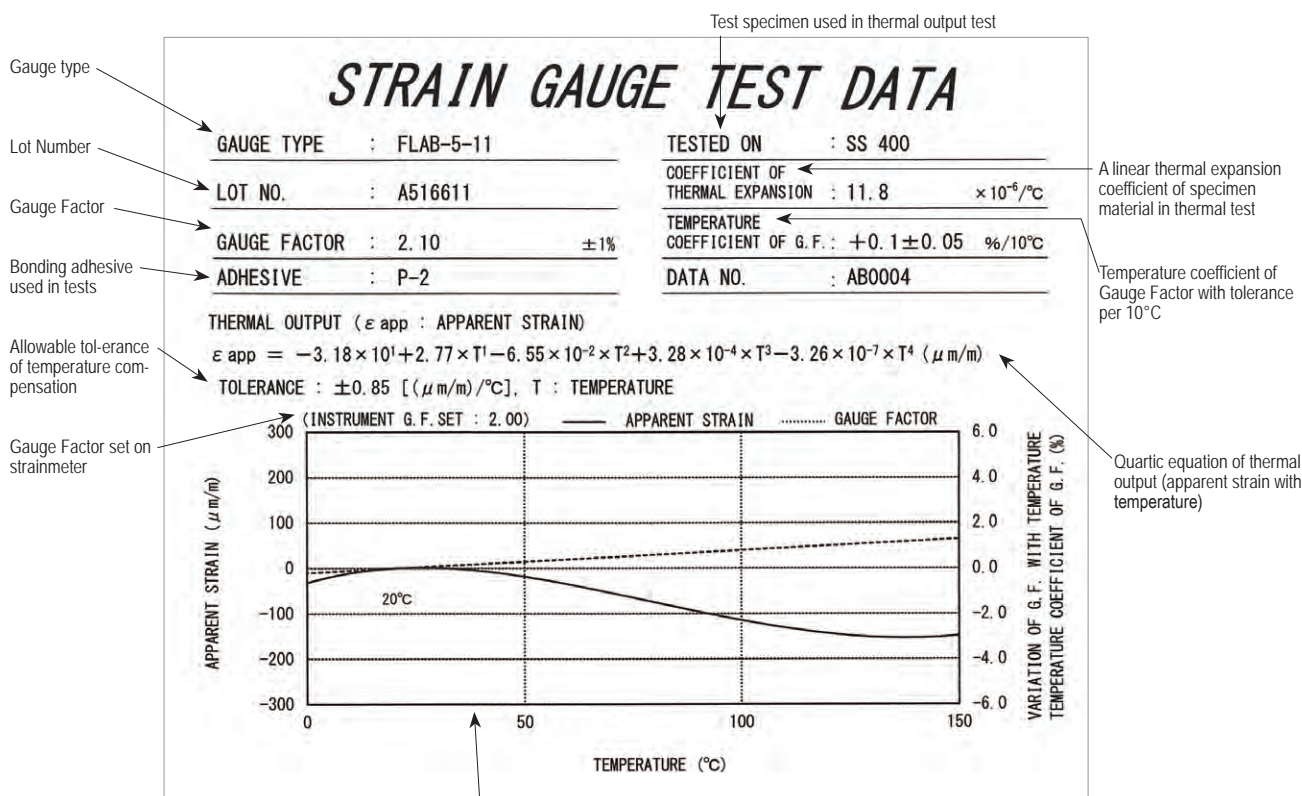 Test specimen used in thermal output test
Gauge type
STRAIN GAUGE TEST DATA
GAUGE TYPE : FLAB-5-11
TESTED ON : SS 400
Lot Number
LOT NO. : A516611
COEFFICIENT OF
THERMAL EXPANSION : 11.8 ×10⁻⁶/℃
A linear thermal expansion
coefficient of specimen
material in thermal test
Gauge Factor
GAUGE FACTOR : 2.10 ±1%
TEMPERATURE
COEFFICIENT OF G.F.: +0.1±0.05 %/10℃
Bonding adhesive
used in tests
ADHESIVE : P-2
DATA NO. : AB0004
Temperature coefficient of
Gauge Factor with tolerance
per 10°C
THERMAL OUTPUT (ε app : APPARENT STRAIN)
ε app = −3.18×10¹+2.77×T¹−6.55×10⁻²×T²+3.28×10⁻⁴×T³−3.26×10⁻⁷×T⁴ (μm/m)
Allowable tol-erance
of temperature com-
pensation
TOLERANCE : ±0.85 [(μm/m)/℃], T : TEMPERATURE
Gauge Factor set on
strainmeter
(INSTRUMENT G.F.SET : 2.00) APPARENT STRAIN GAUGE FACTOR
Quartic equation of thermal
output (apparent strain with
temperature)
APPARENT STRAIN (μm/m)
300
200
100
0
-100
-200
-300
20℃
6.0
4.0
2.0
0.0
-2.0
-4.0
-6.0
VARIATION OF G.F. WITH TEMPERATURE
TEMPERATURE COEFFICIENT OF G.F.(%)
0 50 100 150
TEMPERATURE (℃)